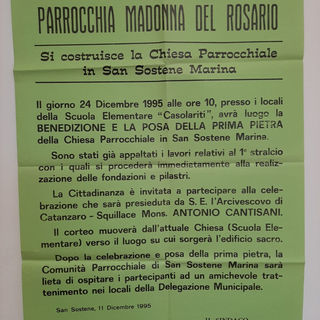 PARROCCHIA MADONNA DEL ROSARIO
Si costruisce la Chiesa Parrocchiale
in San Sostene Marina
Il giorno 24 Dicembre 1995 alle ore 10, presso i locali
della Scuola Elementare "Casolariti", avrà luogo la
BENEDIZIONE E LA POSA DELLA PRIMA PIETRA
della Chiesa Parrocchiale in San Sostene Marina.
Sono stati già appaltati i lavori relativi al 1° stralcio
con i quali si procederà immediatamente alla realiz-
zazione delle fondazioni e pilastri.
La Cittadinanza è invitata a partecipare alla cele-
brazione che sarà presieduta da S. E. l'Arcivescovo di
Catanzaro - Squillace Mons. ANTONIO CANTISANI.
Il corteo muoverà dall'attuale Chiesa (Scuola Ele-
mentare) verso il luogo su cui sorgerà l'edificio sacro.
Dopo la celebrazione e posa della prima pietra, la
Comunità Parrocchiale di San Sostene Marina sarà
lieta di ospitare i partecipanti ad un amichevole trat-
tenimento nei locali della Delegazione Municipale.
San Sostene, 11 Dicembre 1995
IL SINDACO